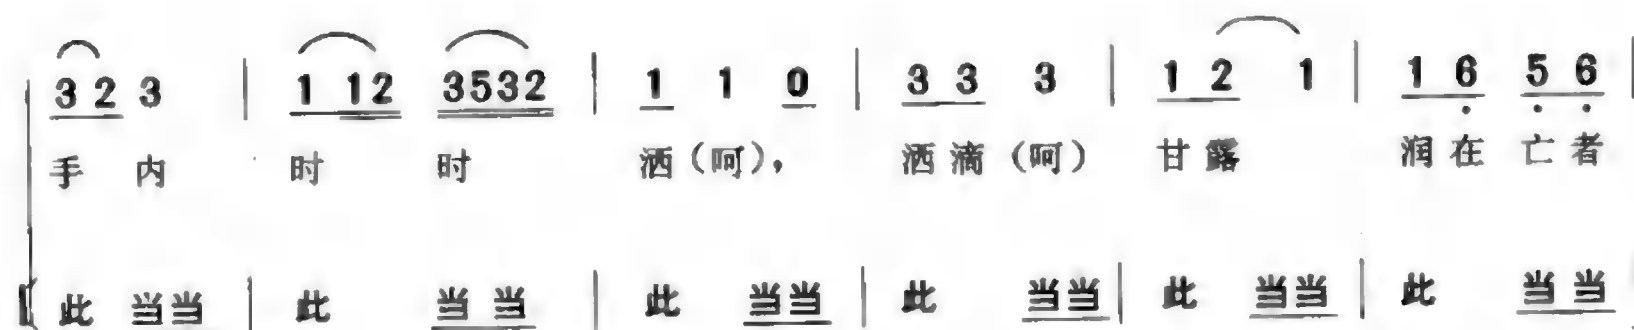 3 2 3 | 1 12 3532 | 1 1 0 | 3 3 3 | 1 2 1 | 1 6 5 6
手内 时 时 洒(呵), 洒滴(呵) 甘露 润在亡者
此 当当 | 此 当当 | 此 当当 | 此 当当 | 此 当当 | 此 当当